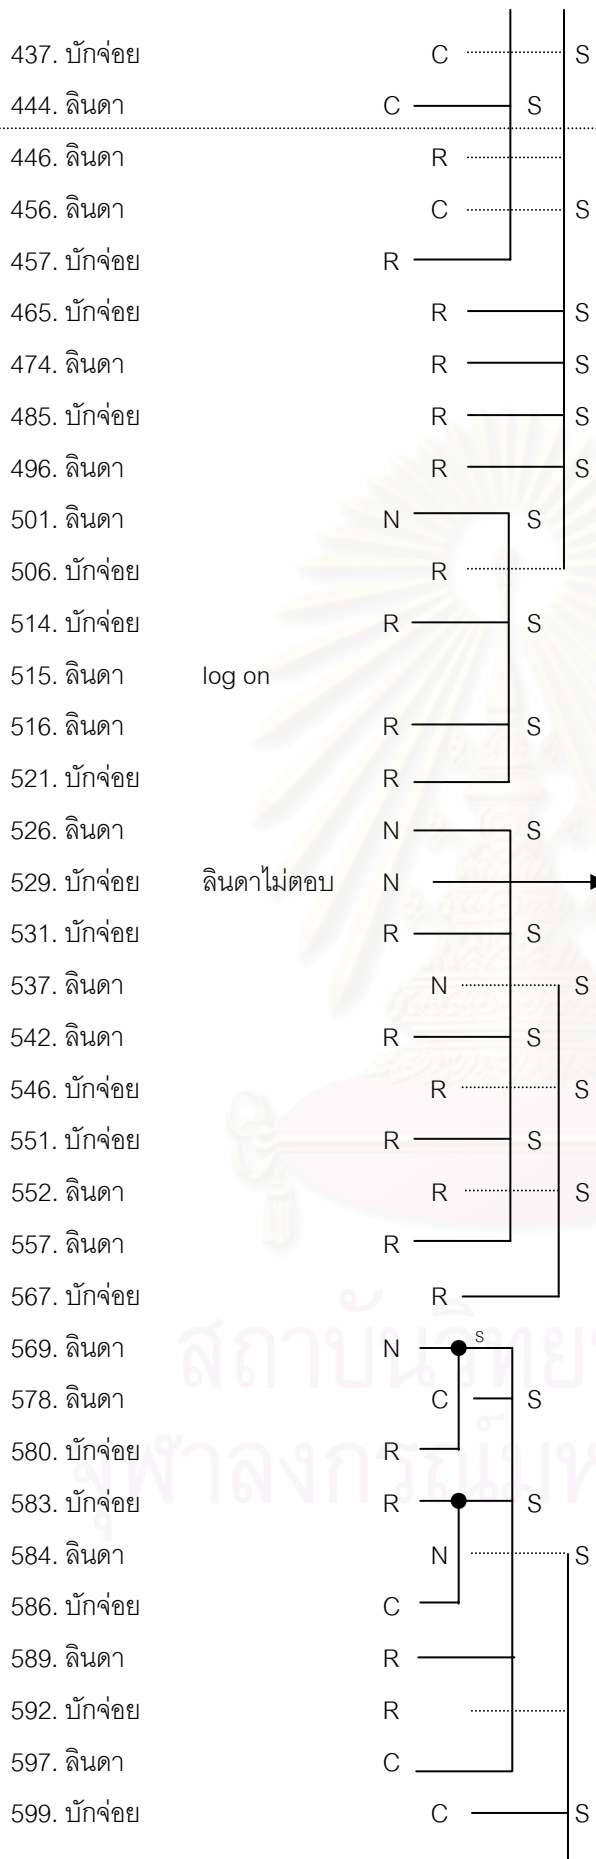 437. บักจ่อย C S
444. ลินดา C S
446. ลินดา R
456. ลินดา C S
457. บักจ่อย R
465. บักจ่อย R S
474. ลินดา R S
485. บักจ่อย R S
496. ลินดา R S
501. ลินดา N S
506. บักจ่อย R
514. บักจ่อย R S
515. ลินดา log on
516. ลินดา R S
521. บักจ่อย R
526. ลินดา N S
529. บักจ่อย ลินดาไม่ตอบ N
531. บักจ่อย R S
537. ลินดา N S
542. ลินดา R S
546. บักจ่อย R S
551. บักจ่อย R S
552. ลินดา R S
557. ลินดา R
567. บักจ่อย R
569. ลินดา N S
578. ลินดา C S
580. บักจ่อย R
583. บักจ่อย R S
584. ลินดา N S
586. บักจ่อย C
589. ลินดา R
592. บักจ่อย R
597. ลินดา C
599. บักจ่อย C S